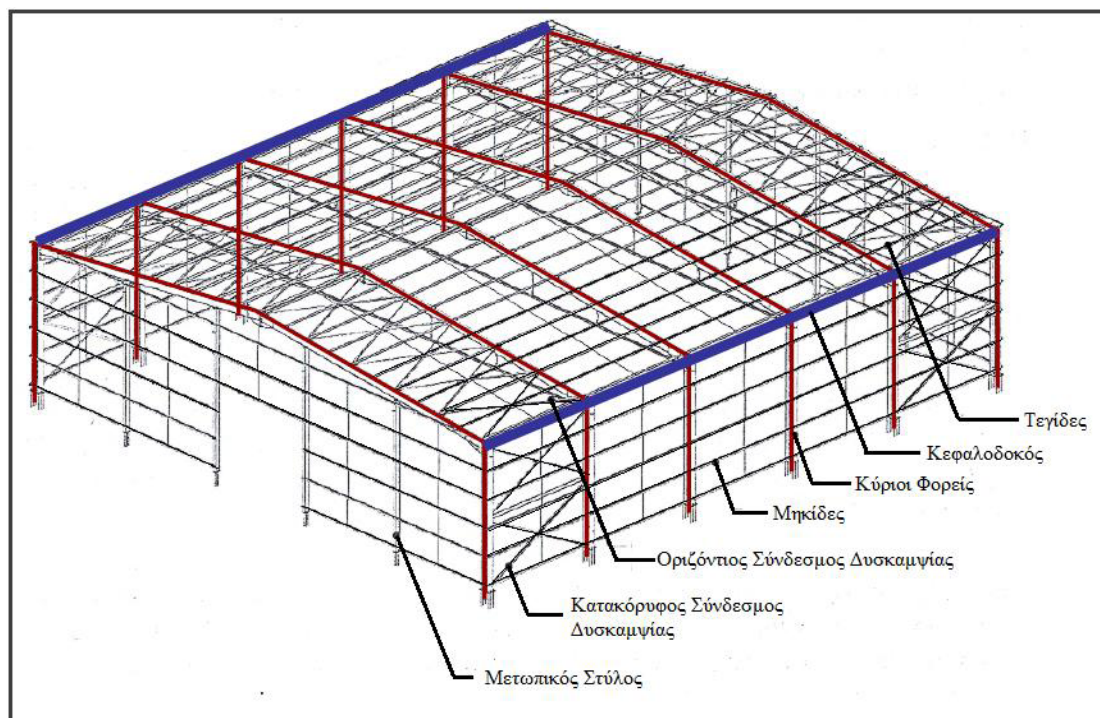 Τεγίδες
Κεφαλοδοκός
Κύριοι Φορείς
Μηκίδες
Οριζόντιος Σύνδεσμος Δυσκαμψίας
Κατακόρυφος Σύνδεσμος
Δυσκαμψίας
Μετωπικός Στύλος